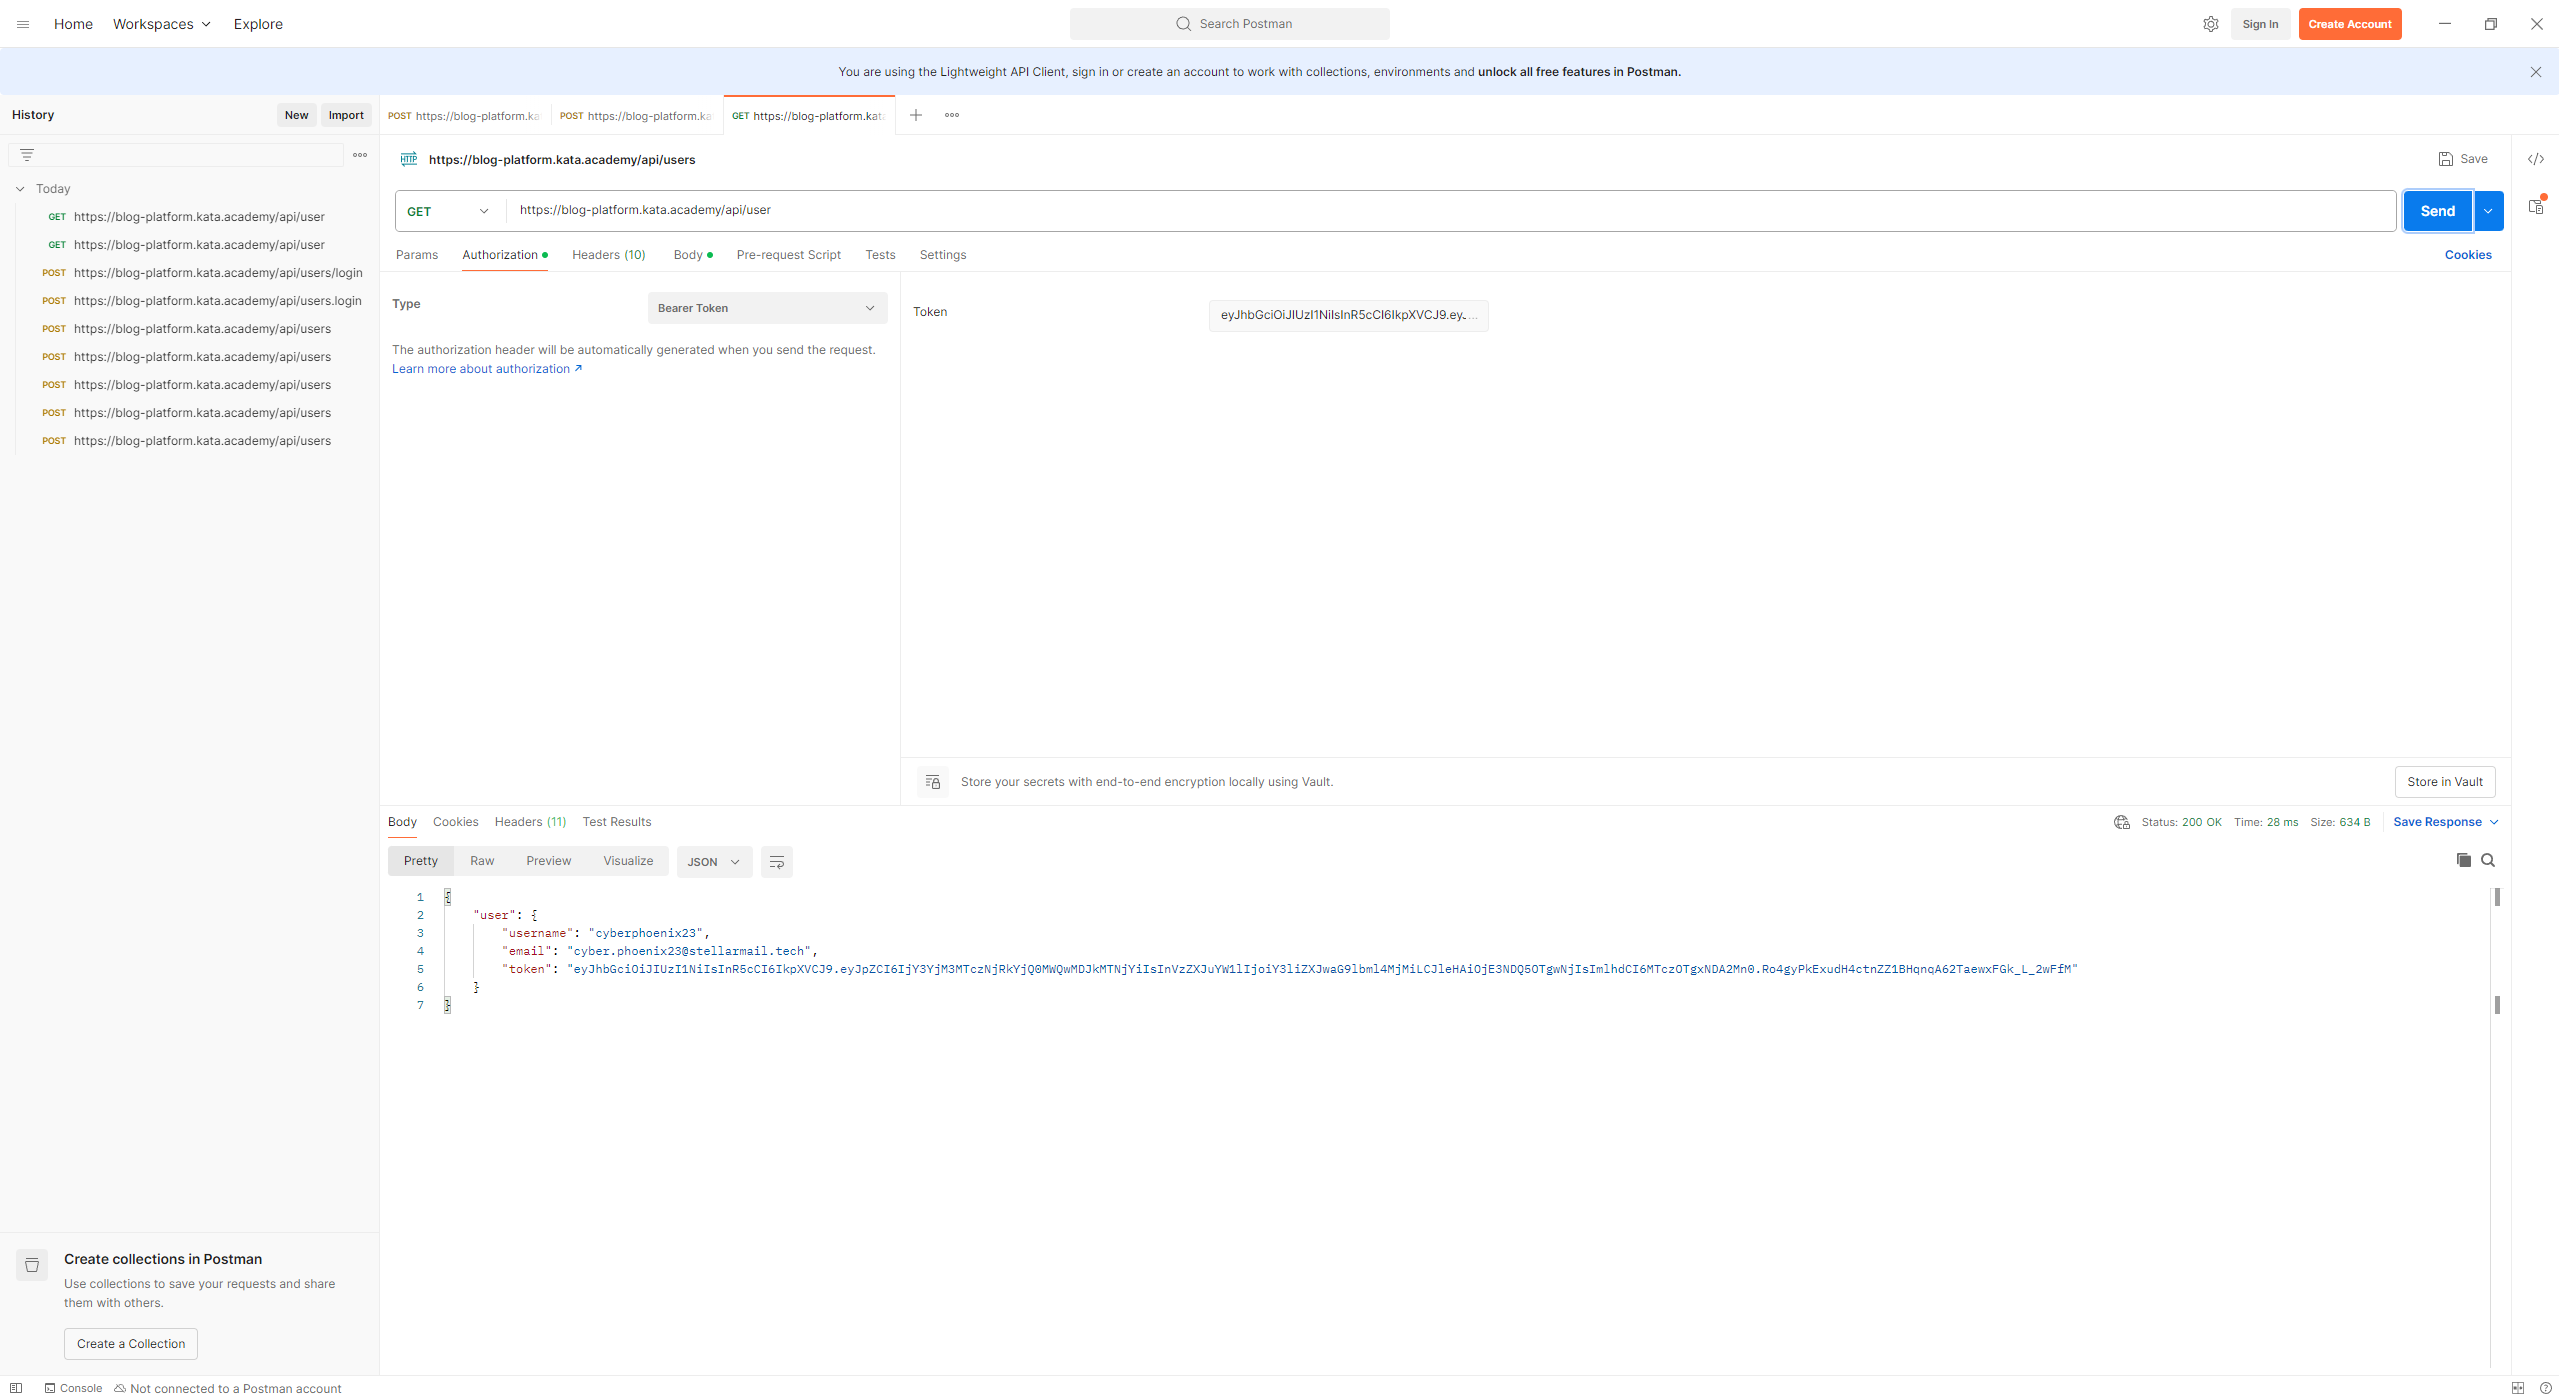 Home Workspaces Explore
Search Postman
Sign In Create Account
You are using the Lightweight API Client, sign in or create an account to work with collections, environments and unlock all free features in Postman.
History New Import
POST https://blog-platform.ka POST https://blog-platform.ka GET https://blog-platform.kat
HTTP https://blog-platform.kata.academy/api/users
Save
Today
GET https://blog-platform.kata.academy/api/user
GET https://blog-platform.kata.academy/api/user
POST https://blog-platform.kata.academy/api/users/login
POST https://blog-platform.kata.academy/api/users.login
POST https://blog-platform.kata.academy/api/users
POST https://blog-platform.kata.academy/api/users
POST https://blog-platform.kata.academy/api/users
POST https://blog-platform.kata.academy/api/users
POST https://blog-platform.kata.academy/api/users
GET https://blog-platform.kata.academy/api/user
Send
Params Authorization Headers (10) Body Pre-request Script Tests Settings
Cookies
Type Bearer Token
The authorization header will be automatically generated when you send the request.
Learn more about authorization ↗
Token eyJhbGciOiJIUzI1NiIsInR5cCI6IkpXVCJ9.eyJ...
Store your secrets with end-to-end encryption locally using Vault.
Store in Vault
Body Cookies Headers (11) Test Results
Status: 200 OK Time: 28 ms Size: 634 B Save Response
Pretty Raw Preview Visualize JSON
1 {
2 "user": {
3 "username": "cyberphoenix23",
4 "email": "cyber.phoenix23@stellarmail.tech",
5 "token": "eyJhbGciOiJIUzI1NiIsInR5cCI6IkpXVCJ9.eyJpZCI6IjY3YjM3MTczNjRkYjQ0MWQwMDJkMTNjYiIsInVzZXJuYW1lIjoiY3liZXJwaG9lbml4MjMiLCJleHAiOjE3NDQ5OTgwNjIsImlhdCI6MTczOTgxNDA2Mn0.Ro4gyPkExudH4ctnZZ1BHqnqA62TaewxFGk_L_2wFfM"
6 }
7 }
Create collections in Postman
Use collections to save your requests and share
them with others.
Create a Collection
Console Not connected to a Postman account